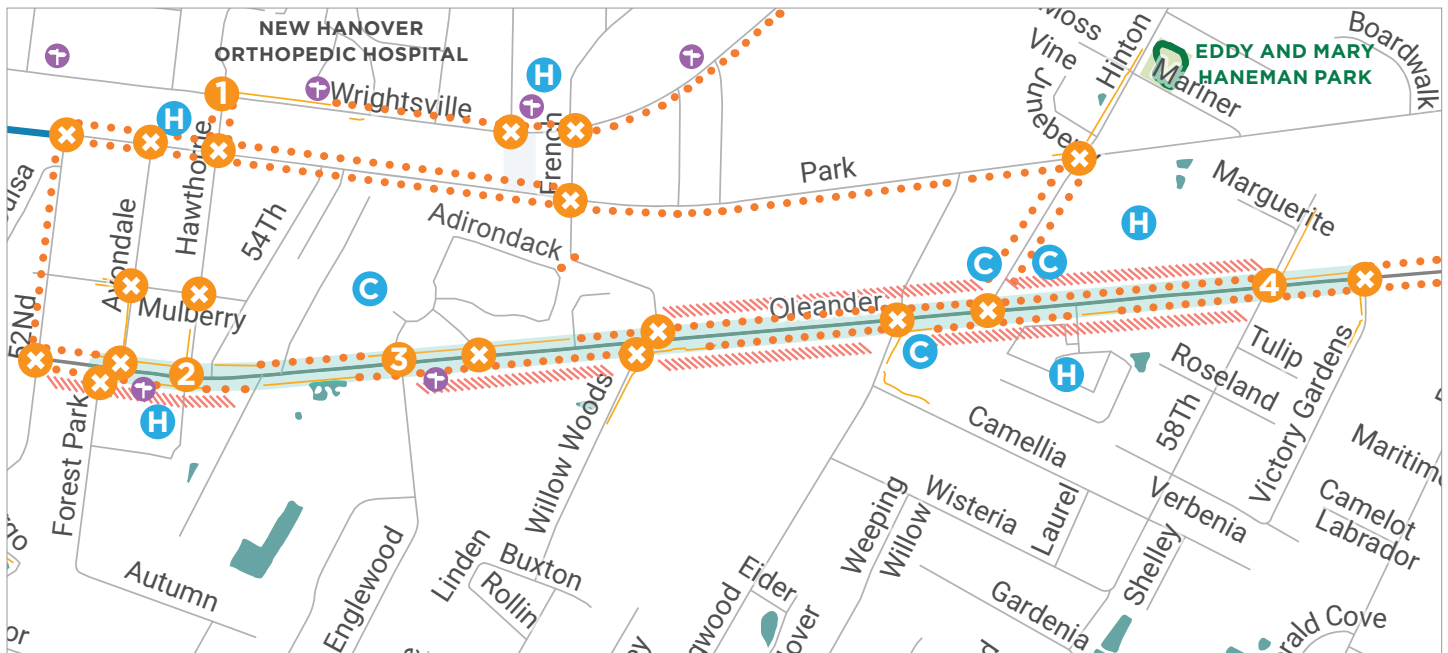 NEW HANOVER
ORTHOPEDIC HOSPITAL
Moss
Vine
Hinton
Boardwalk
EDDY AND MARY
HANEMAN PARK
Mariner
Juneberry
H
1
Wrightsville
H
French
Hawthorne
Park
Marguerite
Avondale
54Th
Adirondack
H
C
C
C
Mulberry
Oleander
4
52Nd
3
2
C
H
H
Tulip
Roseland
58Th
Victory Gardens
Forest Park
Willow Woods
Camellia
Weeping
Willow
Wisteria
Laurel
Verbenia
Camelot
Labrador
Autumn
Englewood
Linden
Buxton
Rollin
Eider
Shelley
Gardenia